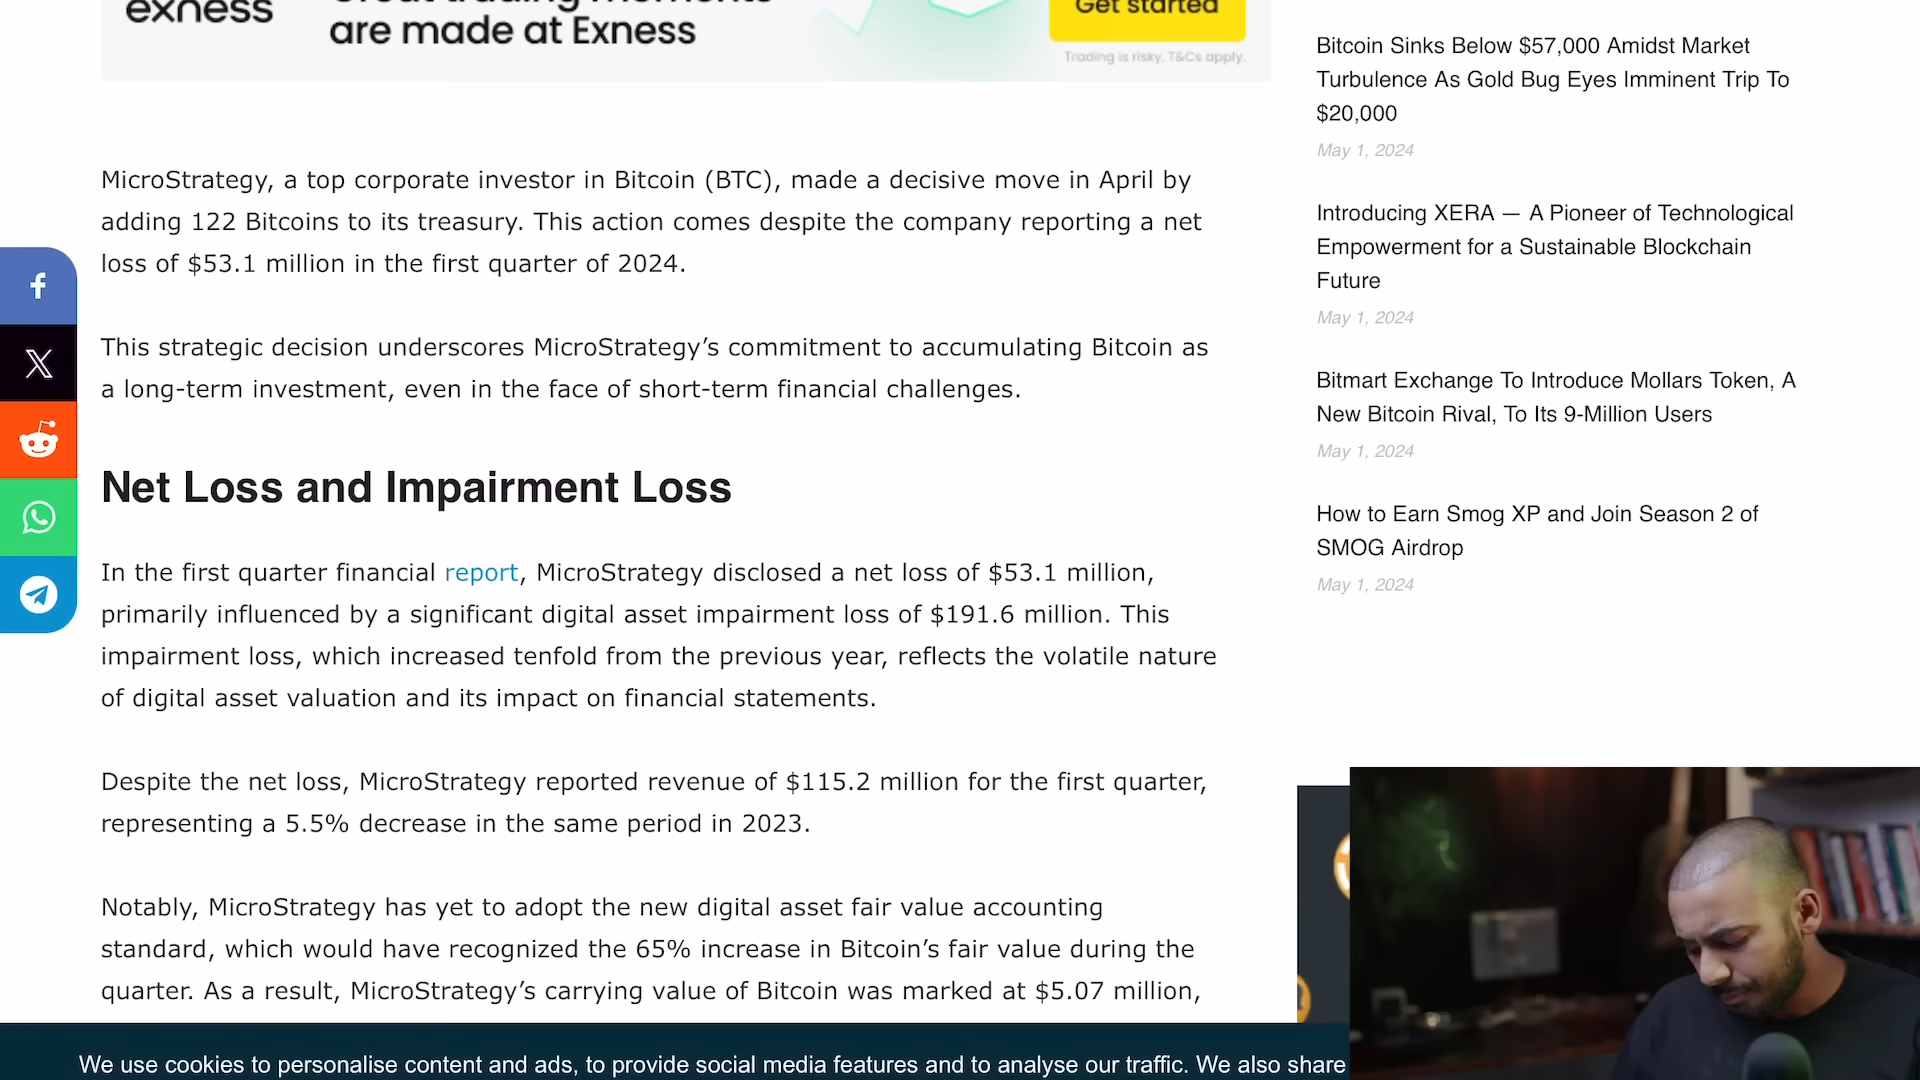 exness
Great trading moments
are made at Exness
Get started
Trading is risky. T&Cs apply.
MicroStrategy, a top corporate investor in Bitcoin (BTC), made a decisive move in April by
adding 122 Bitcoins to its treasury. This action comes despite the company reporting a net
loss of $53.1 million in the first quarter of 2024.
This strategic decision underscores MicroStrategy’s commitment to accumulating Bitcoin as
a long-term investment, even in the face of short-term financial challenges.
Net Loss and Impairment Loss
In the first quarter financial report, MicroStrategy disclosed a net loss of $53.1 million,
primarily influenced by a significant digital asset impairment loss of $191.6 million. This
impairment loss, which increased tenfold from the previous year, reflects the volatile nature
of digital asset valuation and its impact on financial statements.
Despite the net loss, MicroStrategy reported revenue of $115.2 million for the first quarter,
representing a 5.5% decrease in the same period in 2023.
Notably, MicroStrategy has yet to adopt the new digital asset fair value accounting
standard, which would have recognized the 65% increase in Bitcoin’s fair value during the
quarter. As a result, MicroStrategy’s carrying value of Bitcoin was marked at $5.07 million,
Bitcoin Sinks Below $57,000 Amidst Market
Turbulence As Gold Bug Eyes Imminent Trip To
$20,000
May 1, 2024
Introducing XERA — A Pioneer of Technological
Empowerment for a Sustainable Blockchain
Future
May 1, 2024
Bitmart Exchange To Introduce Mollars Token, A
New Bitcoin Rival, To Its 9-Million Users
May 1, 2024
How to Earn Smog XP and Join Season 2 of
SMOG Airdrop
May 1, 2024
We use cookies to personalise content and ads, to provide social media features and to analyse our traffic. We also share